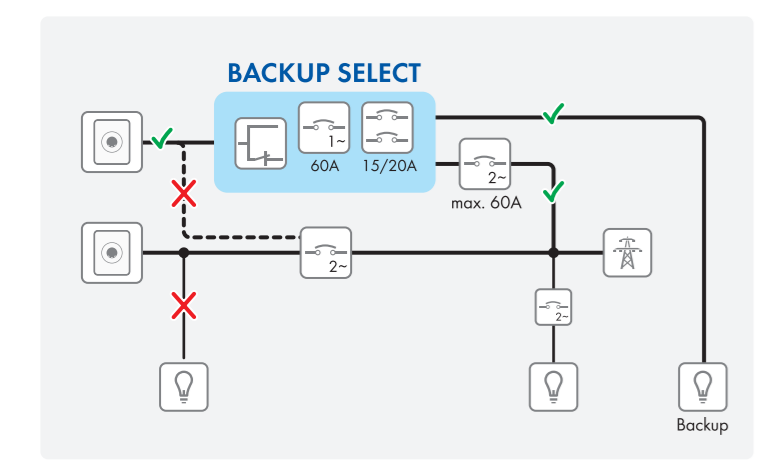 BACKUP SELECT
1~
60A
15/20A
2~
max. 60A
2~
2~
Backup